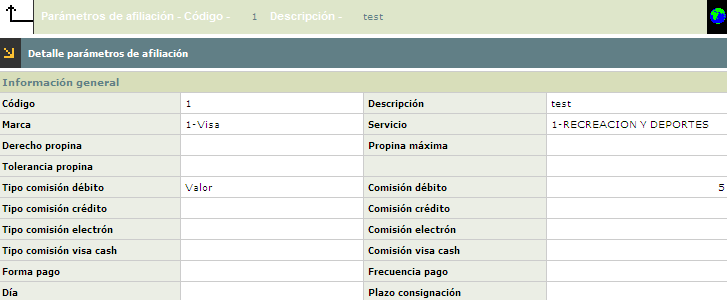 Parámetros de afiliación - Código - 1 Descripción - test
Detalle parámetros de afiliación
Información general
Código 1 Descripción test
Marca 1-Visa Servicio 1-RECREACION Y DEPORTES
Derecho propina Propina máxima
Tolerancia propina
Tipo comisión débito Valor Comisión débito 5
Tipo comisión crédito Comisión crédito
Tipo comisión electrón Comisión electrón
Tipo comisión visa cash Comisión visa cash
Forma pago Frecuencia pago
Día Plazo consignación